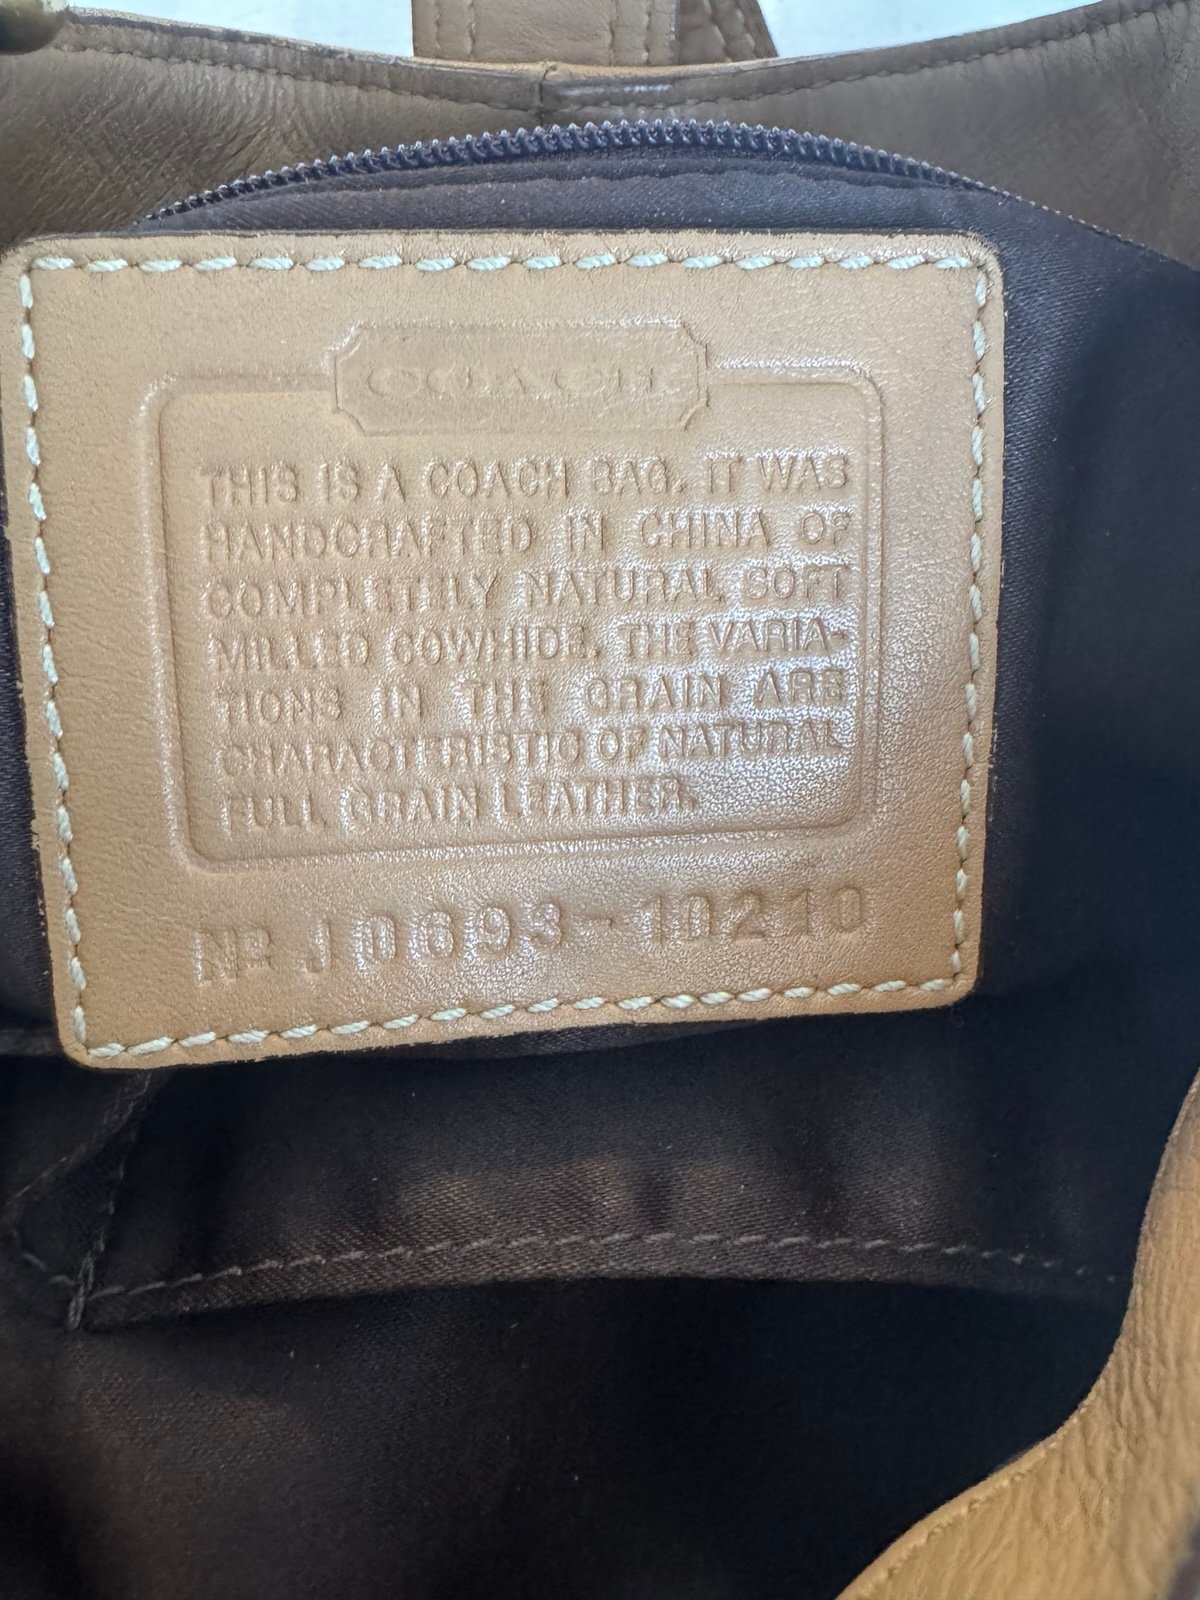 COACH
THIS IS A COACH BAG. IT WAS
HANDCRAFTED IN CHINA OF
COMPLETELY NATURAL SOFT
MILLED COWHIDE. THE VARIA-
TIONS IN THE GRAIN ARE
CHARACTERISTIC OF NATURAL
FULL GRAIN LEATHER.
Nº J0693-10210